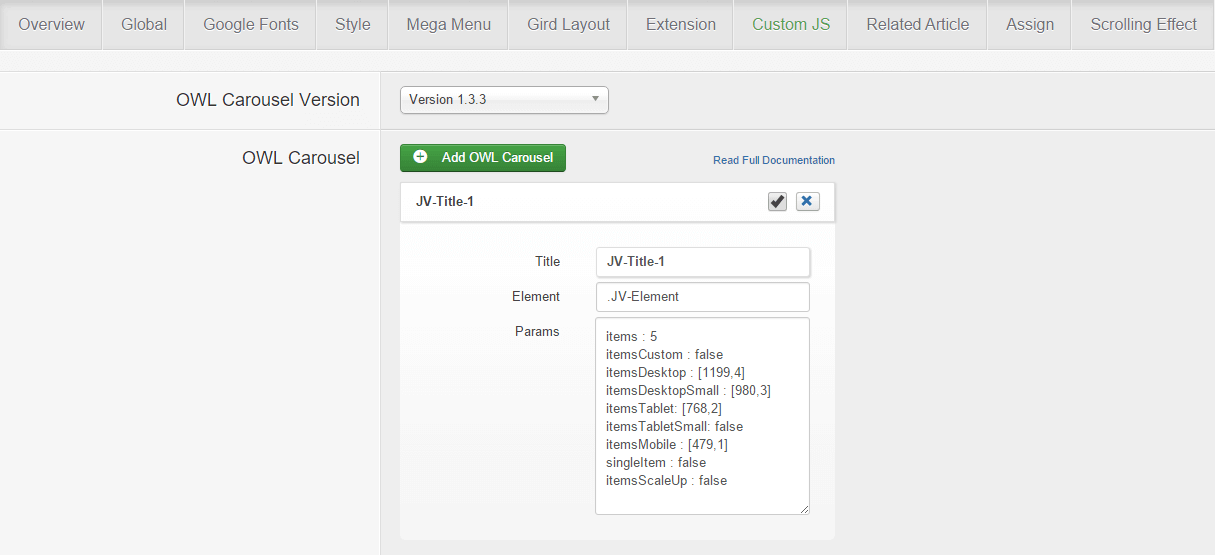 Overview Global Google Fonts Style Mega Menu Gird Layout Extension Custom JS Related Article Assign Scrolling Effect
OWL Carousel Version Version 1.3.3
OWL Carousel Add OWL Carousel Read Full Documentation
JV-Title-1
Title JV-Title-1
Element .JV-Element
Params
items : 5
itemsCustom : false
itemsDesktop : [1199,4]
itemsDesktopSmall : [980,3]
itemsTablet: [768,2]
itemsTabletSmall: false
itemsMobile : [479,1]
singleItem : false
itemsScaleUp : false